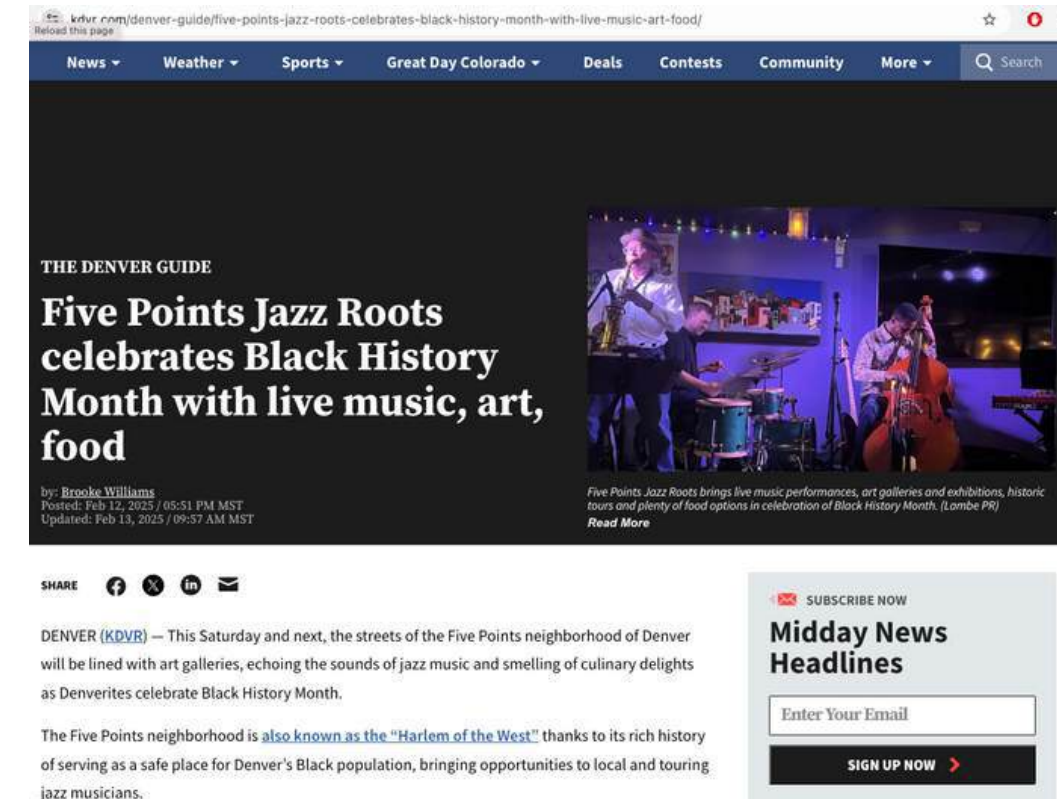 kdvr.com/denver-guide/five-points-jazz-roots-celebrates-black-history-month-with-live-music-art-food/
Reload this page
News
Weather
Sports
Great Day Colorado
Deals
Contests
Community
More
Search
THE DENVER GUIDE
Five Points Jazz Roots
celebrates Black History
Month with live music, art,
food
by: Brooke Williams
Posted: Feb 12, 2025 / 05:51 PM MST
Updated: Feb 13, 2025 / 09:57 AM MST
Five Points Jazz Roots brings live music performances, art galleries and exhibitions, historic
tours and plenty of food options in celebration of Black History Month. (Lambe PR)
Read More
SHARE
DENVER (KDVR) — This Saturday and next, the streets of the Five Points neighborhood of Denver
will be lined with art galleries, echoing the sounds of jazz music and smelling of culinary delights
as Denverites celebrate Black History Month.
The Five Points neighborhood is also known as the “Harlem of the West” thanks to its rich history
of serving as a safe place for Denver’s Black population, bringing opportunities to local and touring
jazz musicians.
SUBSCRIBE NOW
Midday News
Headlines
Enter Your Email
SIGN UP NOW